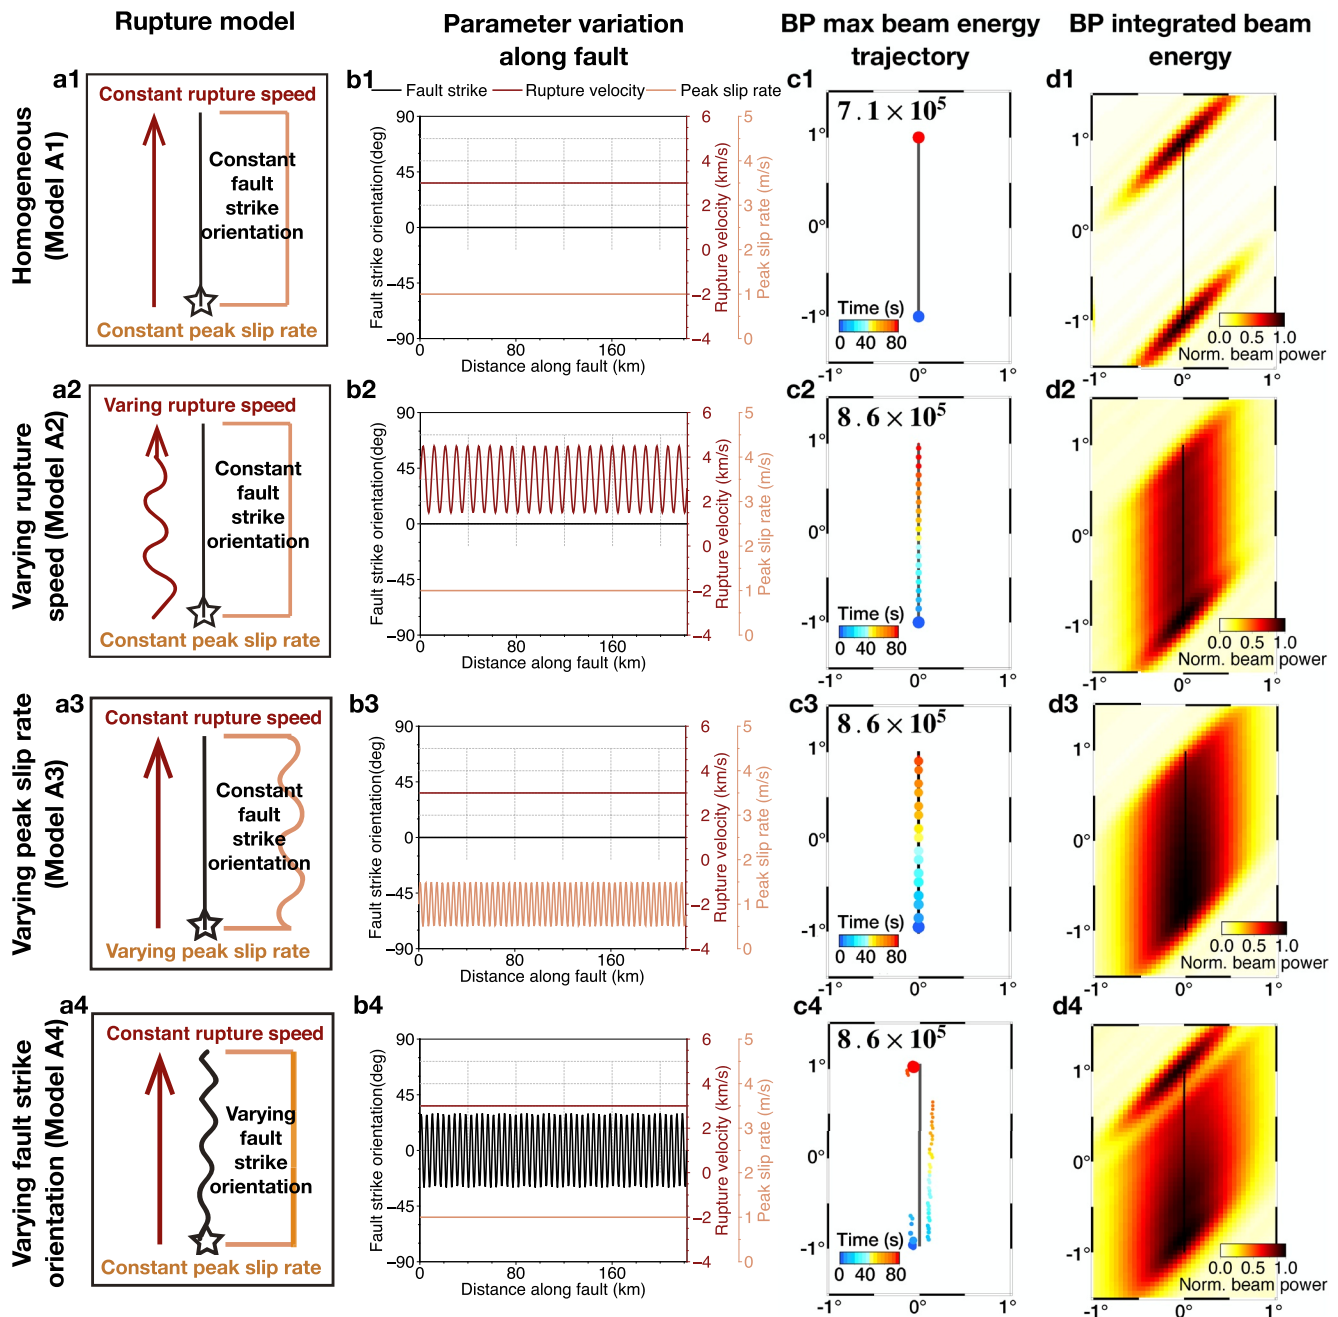 Rupture model
Parameter variation
along fault
BP max beam energy
trajectory
BP integrated beam
energy
Homogeneous
(Model A1)
a1
Constant rupture speed
Constant
fault
strike
orientation
Constant peak slip rate
b1
Fault strike
Rupture velocity
Peak slip rate
Fault strike orientation(deg)
90
45
0
−45
−90
0
80
160
Distance along fault (km)
6
4
2
0
−2
−4
Rupture velocity (km/s)
5
4
3
2
1
0
Peak slip rate (m/s)
c1
7.1×10⁵
1°
0°
-1°
Time (s)
0 40 80
-1° 0° 1°
d1
1°
0°
-1°
0.0 0.5 1.0
Norm. beam power
-1° 0° 1°
Varying rupture
speed (Model A2)
a2
Varing rupture speed
Constant
fault
strike
orientation
Constant peak slip rate
b2
Fault strike orientation(deg)
90
45
0
−45
−90
0
80
160
Distance along fault (km)
6
4
2
0
−2
−4
Rupture velocity (km/s)
5
4
3
2
1
0
Peak slip rate (m/s)
c2
8.6×10⁵
1°
0°
-1°
Time (s)
0 40 80
-1° 0° 1°
d2
1°
0°
-1°
0.0 0.5 1.0
Norm. beam power
-1° 0° 1°
Varying peak slip rate
(Model A3)
a3
Constant rupture speed
Constant
fault
strike
orientation
Varying peak slip rate
b3
Fault strike orientation(deg)
90
45
0
−45
−90
0
80
160
Distance along fault (km)
6
4
2
0
−2
−4
Rupture velocity (km/s)
5
4
3
2
1
0
Peak slip rate (m/s)
c3
8.6×10⁵
1°
0°
-1°
Time (s)
0 40 80
-1° 0° 1°
d3
1°
0°
-1°
0.0 0.5 1.0
Norm. beam power
-1° 0° 1°
Varying fault strike
orientation (Model A4)
a4
Constant rupture speed
Varying
fault
strike
orientation
Constant peak slip rate
b4
Fault strike orientation(deg)
90
45
0
−45
−90
0
80
160
Distance along fault (km)
6
4
2
0
−2
−4
Rupture velocity (km/s)
5
4
3
2
1
0
Peak slip rate (m/s)
c4
8.6×10⁵
1°
0°
-1°
Time (s)
0 40 80
-1° 0° 1°
d4
1°
0°
-1°
0.0 0.5 1.0
Norm. beam power
-1° 0° 1°